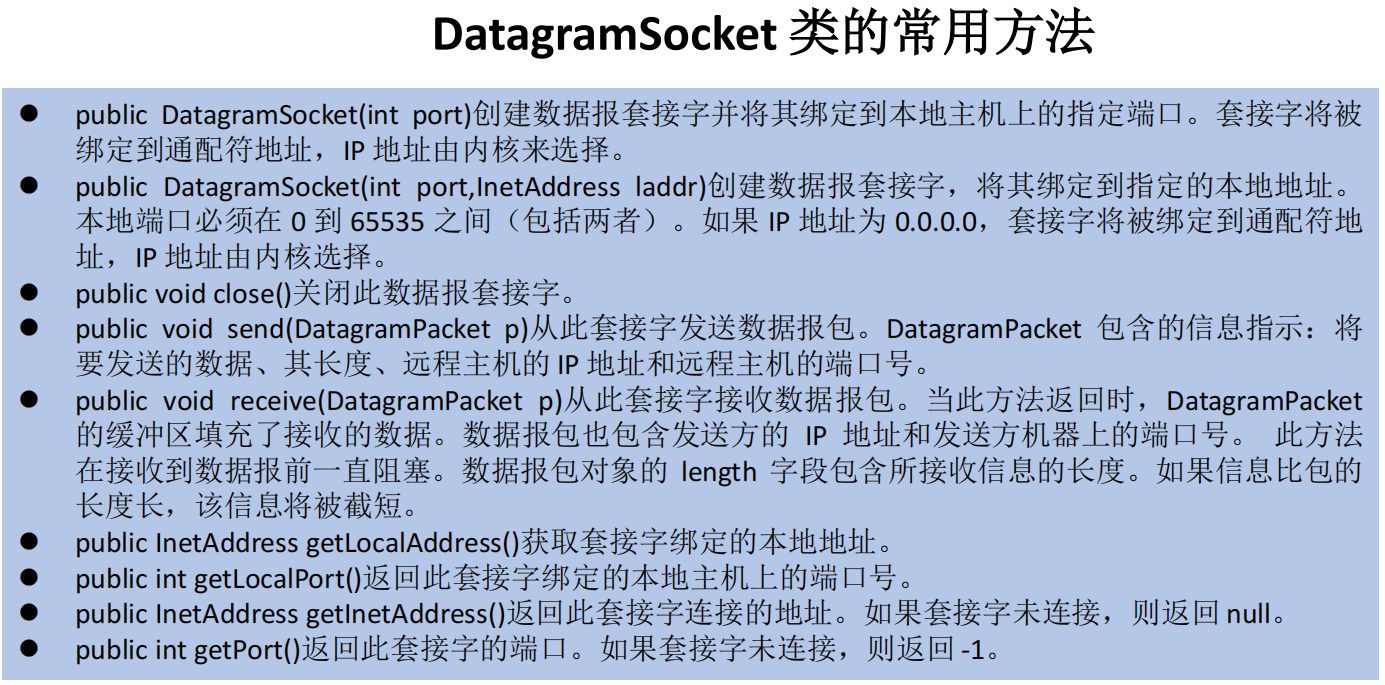 DatagramSocket 类的常用方法
● public DatagramSocket(int port)创建数据报套接字并将其绑定到本地主机上的指定端口。套接字将被
绑定到通配符地址，IP 地址由内核来选择。
● public DatagramSocket(int port,InetAddress laddr)创建数据报套接字，将其绑定到指定的本地地址。
本地端口必须在 0 到 65535 之间（包括两者）。如果 IP 地址为 0.0.0.0，套接字将被绑定到通配符地
址，IP 地址由内核选择。
● public void close()关闭此数据报套接字。
● public void send(DatagramPacket p)从此套接字发送数据报包。DatagramPacket 包含的信息指示：将
要发送的数据、其长度、远程主机的 IP 地址和远程主机的端口号。
● public void receive(DatagramPacket p)从此套接字接收数据报包。当此方法返回时，DatagramPacket
的缓冲区填充了接收的数据。数据报包也包含发送方的 IP 地址和发送方机器上的端口号。 此方法
在接收到数据报前一直阻塞。数据报包对象的 length 字段包含所接收信息的长度。如果信息比包的
长度长，该信息将被截短。
● public InetAddress getLocalAddress()获取套接字绑定的本地地址。
● public int getLocalPort()返回此套接字绑定的本地主机上的端口号。
● public InetAddress getInetAddress()返回此套接字连接的地址。如果套接字未连接，则返回 null。
● public int getPort()返回此套接字的端口。如果套接字未连接，则返回 -1。